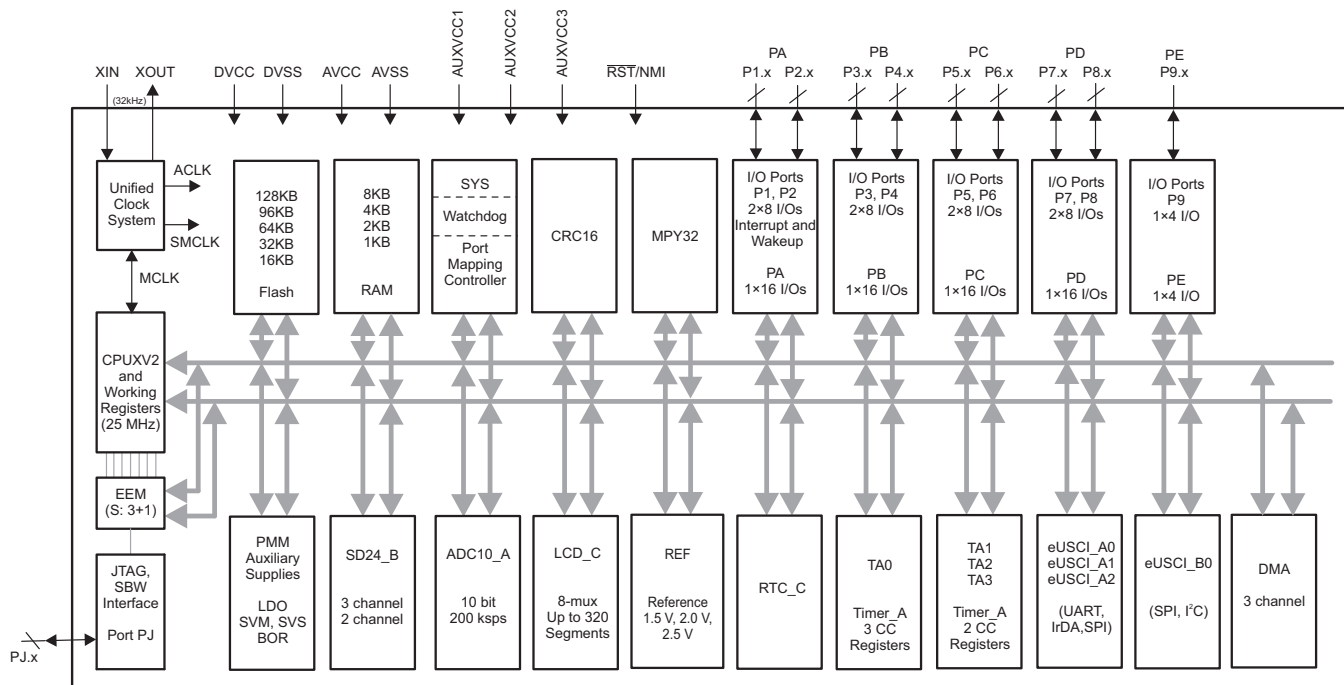 AUXVCC1
AUXVCC2
AUXVCC3
PA
PB
PC
PD
PE
XIN
XOUT
DVCC
DVSS
AVCC
AVSS
RST/NMI
P1.x
P2.x
P3.x
P4.x
P5.x
P6.x
P7.x
P8.x
P9.x
(32kHz)
Unified
Clock
System
ACLK
SMCLK
MCLK
128KB
96KB
64KB
32KB
16KB
Flash
8KB
4KB
2KB
1KB
RAM
SYS
Watchdog
Port
Mapping
Controller
CRC16
MPY32
I/O Ports
P1, P2
2×8 I/Os
Interrupt and
Wakeup
PA
1×16 I/Os
I/O Ports
P3, P4
2×8 I/Os
PB
1×16 I/Os
I/O Ports
P5, P6
2×8 I/Os
PC
1×16 I/Os
I/O Ports
P7, P8
2×8 I/Os
PD
1×16 I/Os
I/O Ports
P9
1×4 I/O
PE
1×4 I/O
CPUXV2
and
Working
Registers
(25 MHz)
EEM
(S: 3+1)
JTAG,
SBW
Interface
Port PJ
PJ.x
PMM
Auxiliary
Supplies
LDO
SVM, SVS
BOR
SD24_B
3 channel
2 channel
ADC10_A
10 bit
200 ksps
LCD_C
8-mux
Up to 320
Segments
REF
Reference
1.5 V, 2.0 V,
2.5 V
RTC_C
TA0
Timer_A
3 CC
Registers
TA1
TA2
TA3
Timer_A
2 CC
Registers
eUSCI_A0
eUSCI_A1
eUSCI_A2
(UART,
IrDA,SPI)
eUSCI_B0
(SPI, I²C)
DMA
3 channel